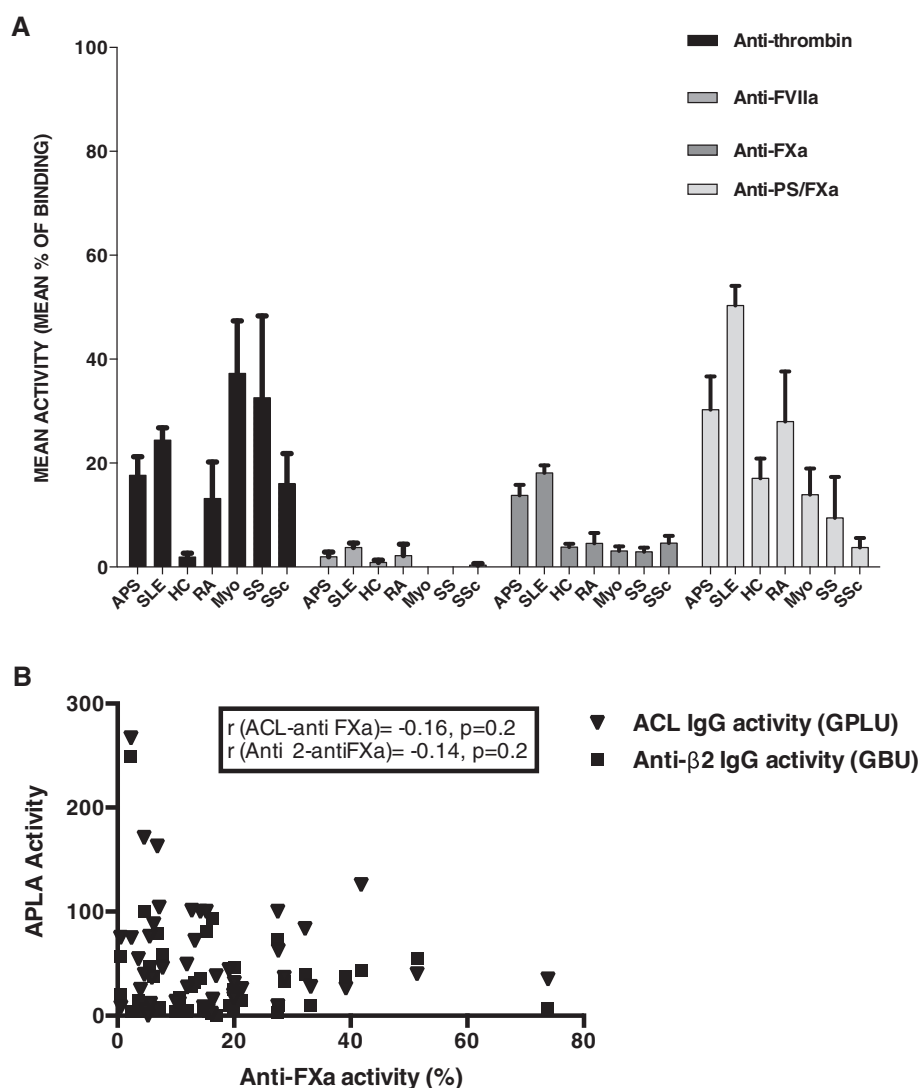 A
100
80
60
40
20
0
MEAN ACTIVITY (MEAN % OF BINDING)
Anti-thrombin
Anti-FVIIa
Anti-FXa
Anti-PS/FXa
APS SLE HC RA Myo SS SSc APS SLE HC RA Myo SS SSc APS SLE HC RA Myo SS SSc APS SLE HC RA Myo SS SSc
B
300
200
100
0
APLA Activity
r (ACL-anti FXa)= -0.16, p=0.2
r (Anti 2-antiFXa)= -0.14, p=0.2
ACL IgG activity (GPLU)
Anti-β2 IgG activity (GBU)
0 20 40 60 80
Anti-FXa activity (%)